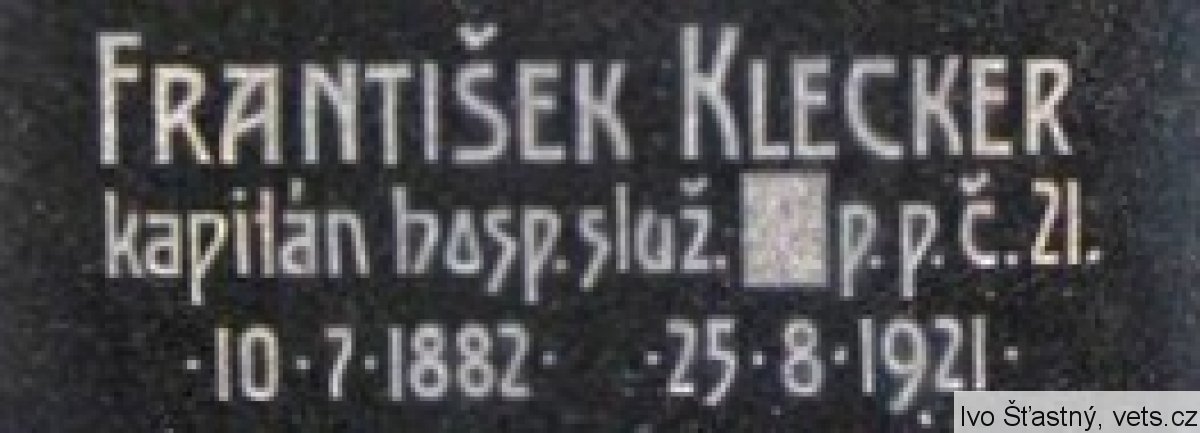 František Klecker
kapitán hosp. služ. p. p. č. 21.
·10·7·1882· ·25·8·1921·
Ivo Šťastný, vets.cz